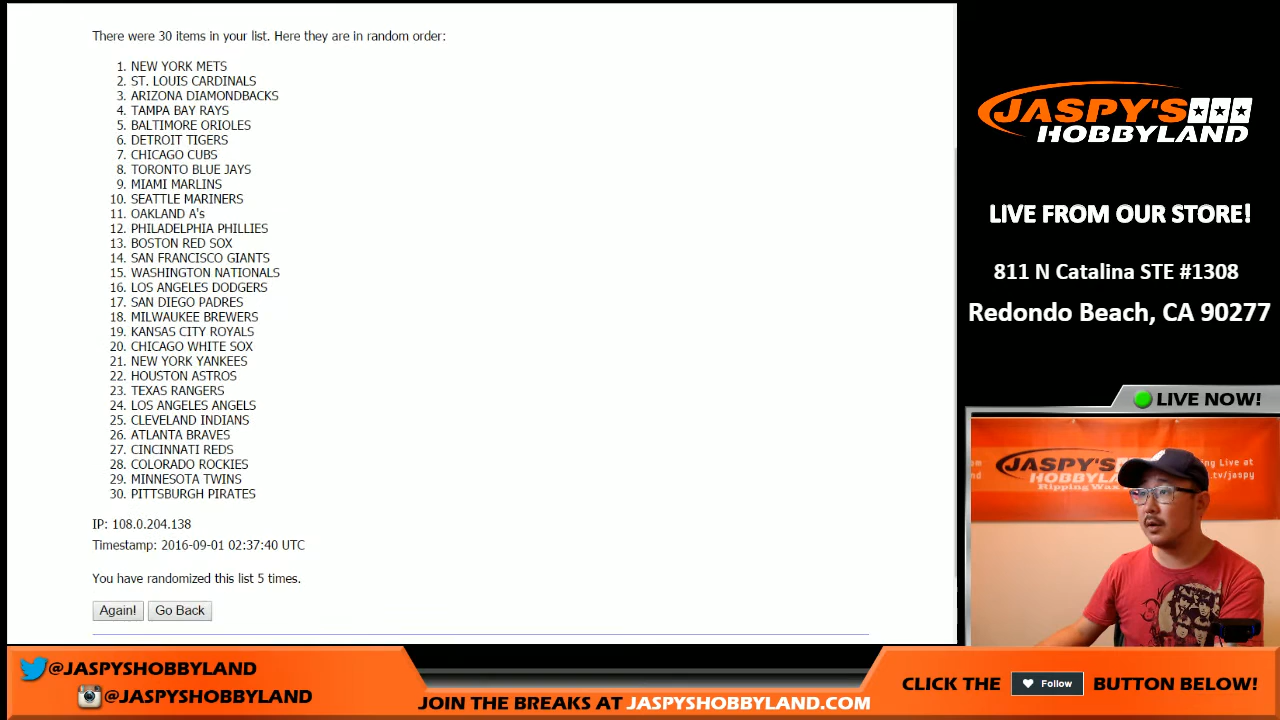 There were 30 items in your list. Here they are in random order:
1. NEW YORK METS
2. ST. LOUIS CARDINALS
3. ARIZONA DIAMONDBACKS
4. TAMPA BAY RAYS
5. BALTIMORE ORIOLES
6. DETROIT TIGERS
7. CHICAGO CUBS
8. TORONTO BLUE JAYS
9. MIAMI MARLINS
10. SEATTLE MARINERS
11. OAKLAND A's
12. PHILADELPHIA PHILLIES
13. BOSTON RED SOX
14. SAN FRANCISCO GIANTS
15. WASHINGTON NATIONALS
16. LOS ANGELES DODGERS
17. SAN DIEGO PADRES
18. MILWAUKEE BREWERS
19. KANSAS CITY ROYALS
20. CHICAGO WHITE SOX
21. NEW YORK YANKEES
22. HOUSTON ASTROS
23. TEXAS RANGERS
24. LOS ANGELES ANGELS
25. CLEVELAND INDIANS
26. ATLANTA BRAVES
27. CINCINNATI REDS
28. COLORADO ROCKIES
29. MINNESOTA TWINS
30. PITTSBURGH PIRATES
IP: 108.0.204.138
Timestamp: 2016-09-01 02:37:40 UTC
You have randomized this list 5 times.
Again! Go Back
JASPY'S
HOBBYLAND
LIVE FROM OUR STORE!
811 N Catalina STE #1308
Redondo Beach, CA 90277
LIVE NOW!
JASPY'S
HOBBYLAND
Ripping Wax
ing Live at
.tv/jaspy
@JASPYSHOBBYLAND
@JASPYSHOBBYLAND
JOIN THE BREAKS AT JASPYSHOBBYLAND.COM
CLICK THE Follow BUTTON BELOW!